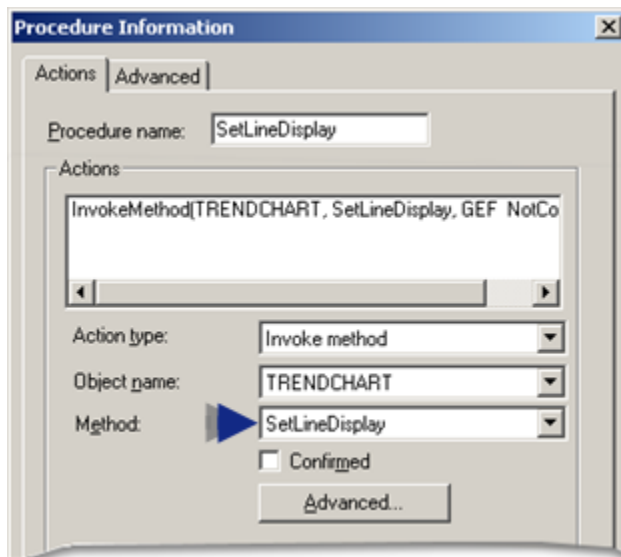 Procedure Information
Actions Advanced
Procedure name: SetLineDisplay
Actions
InvokeMethod(TRENDCHART, SetLineDisplay, GEF NotCo
Action type: Invoke method
Object name: TRENDCHART
Method: SetLineDisplay
Confirmed
Advanced...